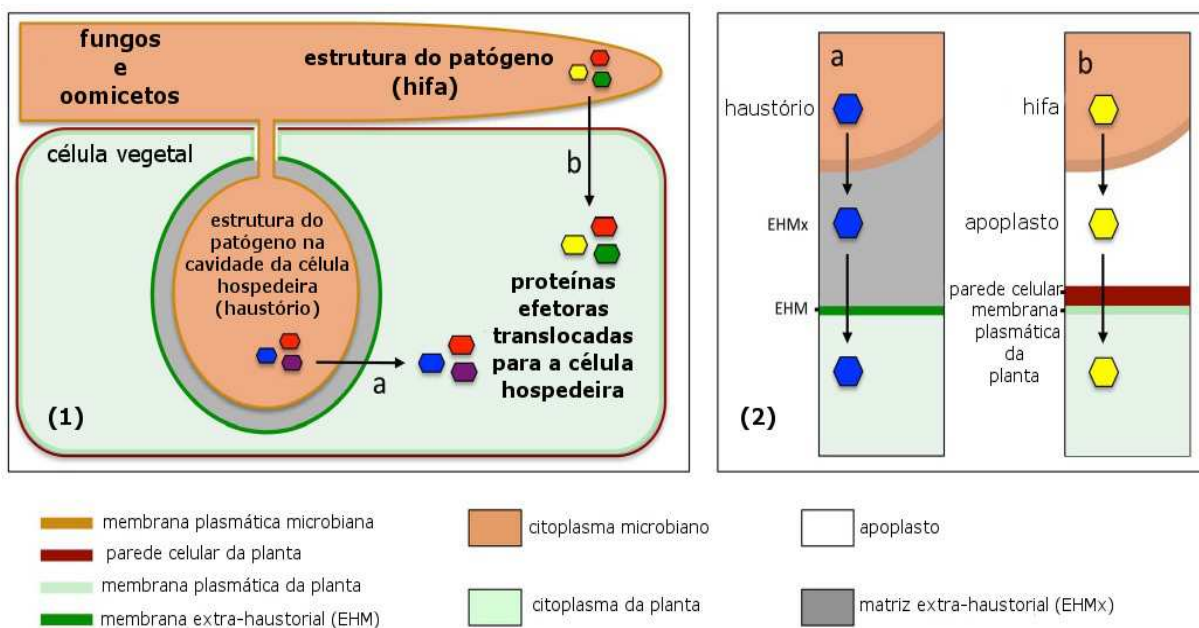 fungos
e
oomicetos
estrutura do patógeno
(hifa)
célula vegetal
b
estrutura do
patógeno na
cavidade da célula
hospedeira
(haustório)
a
proteínas
efetoras
translocadas
para a célula
hospedeira
(1)
a
haustório
EHMx
EHM
(2)
b
hifa
apoplasto
parede celular
membrana
plasmática
da
planta
membrana plasmática microbiana
parede celular da planta
membrana plasmática da planta
membrana extra-haustorial (EHM)
citoplasma microbiano
citoplasma da planta
apoplasto
matriz extra-haustorial (EHMx)